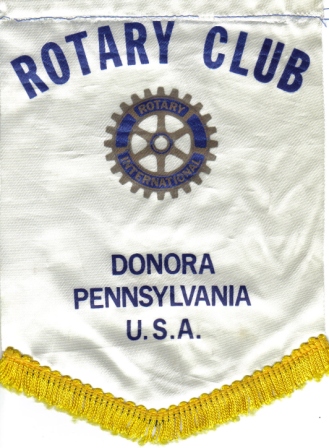 ROTARY CLUB
ROTARY
INTERNATIONAL
DONORA
PENNSYLVANIA
U.S.A.